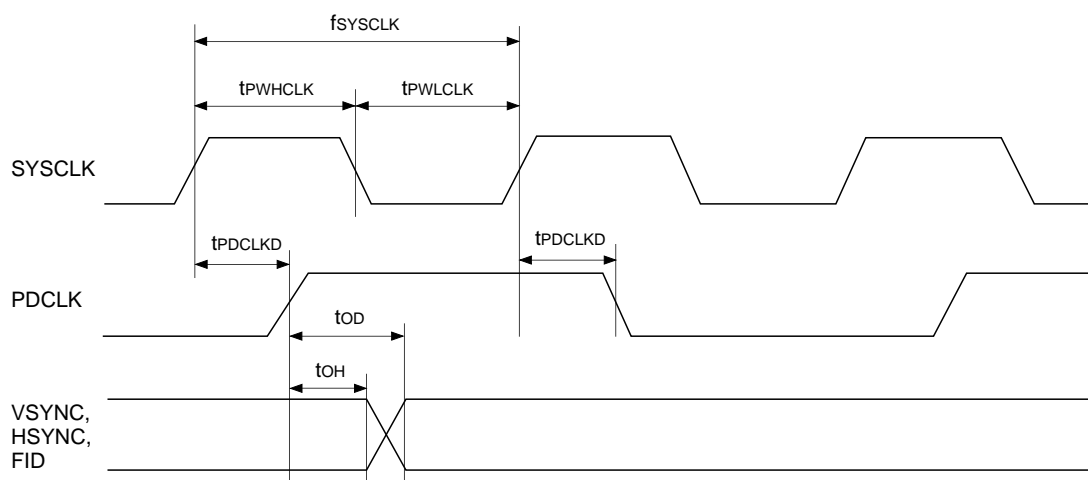 fSYSCLK
tPWHCLK tPWLCLK
SYSCLK
tPDCLKD tPDCLKD
PDCLK
tOD
tOH
VSYNC,
HSYNC,
FID